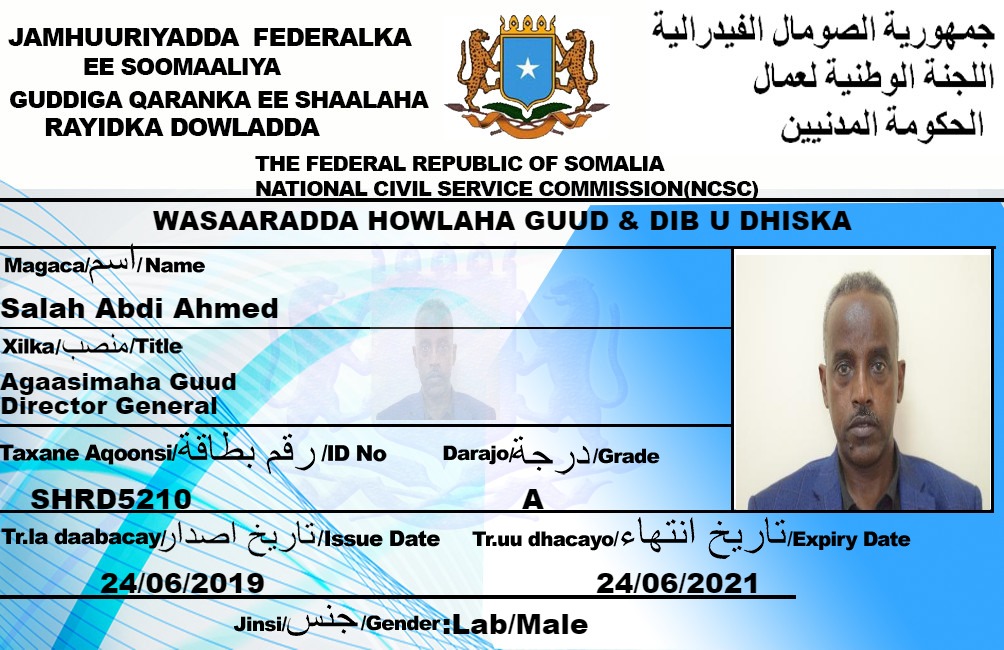 JAMHUURIYADDA FEDERALKA
EE SOOMAALIYA
GUDDIGA QARANKA EE SHAALAHA
RAYIDKA DOWLADDA
جمهورية الصومال الفيدرالية
اللجنة الوطنية لعمال
الحكومة المدنيين
THE FEDERAL REPUBLIC OF SOMALIA
NATIONAL CIVIL SERVICE COMMISSION(NCSC)
WASAARADDA HOWLAHA GUUD & DIB U DHISKA
Magaca/اسم/Name
Salah Abdi Ahmed
Xilka/منصب/Title
Agaasimaha Guud
Director General
Taxane Aqoonsi/رقم بطاقة/ID No
Darajo/درجة/Grade
SHRD5210
A
Tr.la daabacay/تاريخ اصدار/Issue Date
Tr.uu dhacayo/تاريخ انتهاء/Expiry Date
24/06/2019
24/06/2021
Jinsi/جنس/Gender:Lab/Male